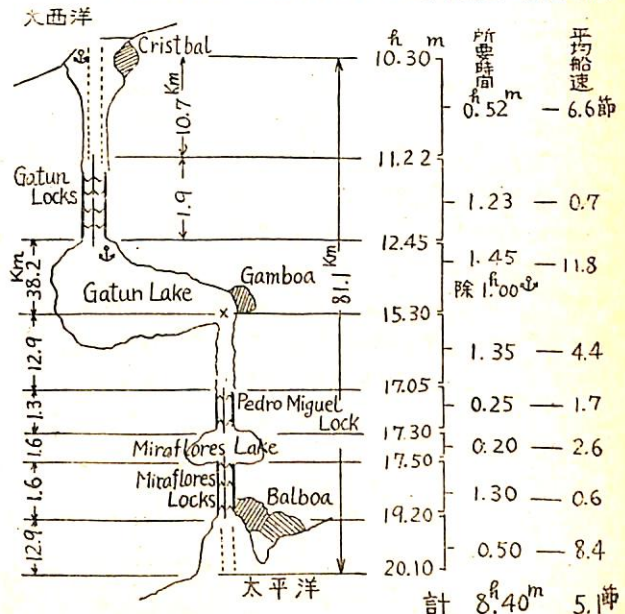 大西洋
Cristbal
Km
10.7
Gatun
Locks
1.9
Km
38.2
Gatun Lake
Gamboa
Km
81.1
12.9
Pedro Miguel
Lock
1.3
1.6
Miraflores Lake
Miraflores
Locks
1.6
Balboa
12.9
太平洋
h m
所要時間
平均船速
10.30
h m
0.52 — 6.6節
11.22
1.23 — 0.7
12.45
1.45 — 11.8
除 1.00 h
15.30
1.35 — 4.4
17.05
0.25 — 1.7
17.30
0.20 — 2.6
17.50
1.30 — 0.6
19.20
0.50 — 8.4
20.10
計 8h.40m 5.1節